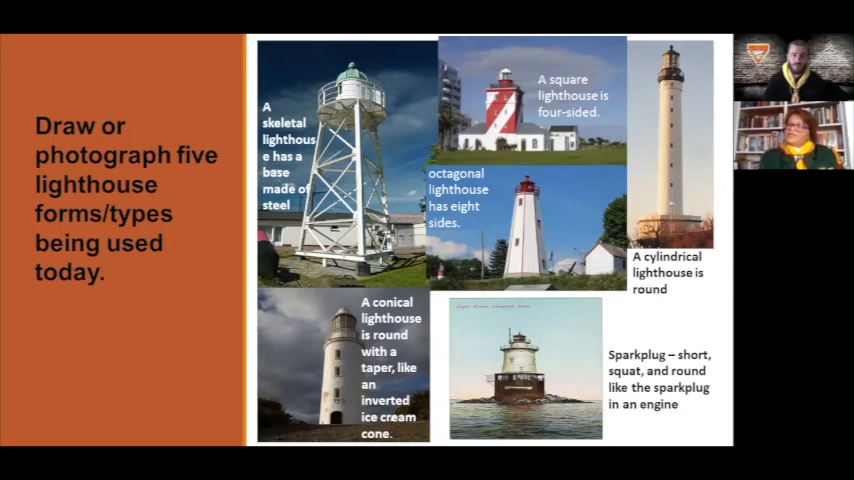 Draw or
photograph five
lighthouse
forms/types
being used
today.
A
skeletal
lighthous
e has a
base
made of
steel
A square
lighthouse is
four-sided.
octagonal
lighthouse
has eight
sides.
A cylindrical
lighthouse is
round
A conical
lighthouse
is round
with a
taper, like
an
inverted
ice cream
cone.
Sparkplug – short,
squat, and round
like the sparkplug
in an engine